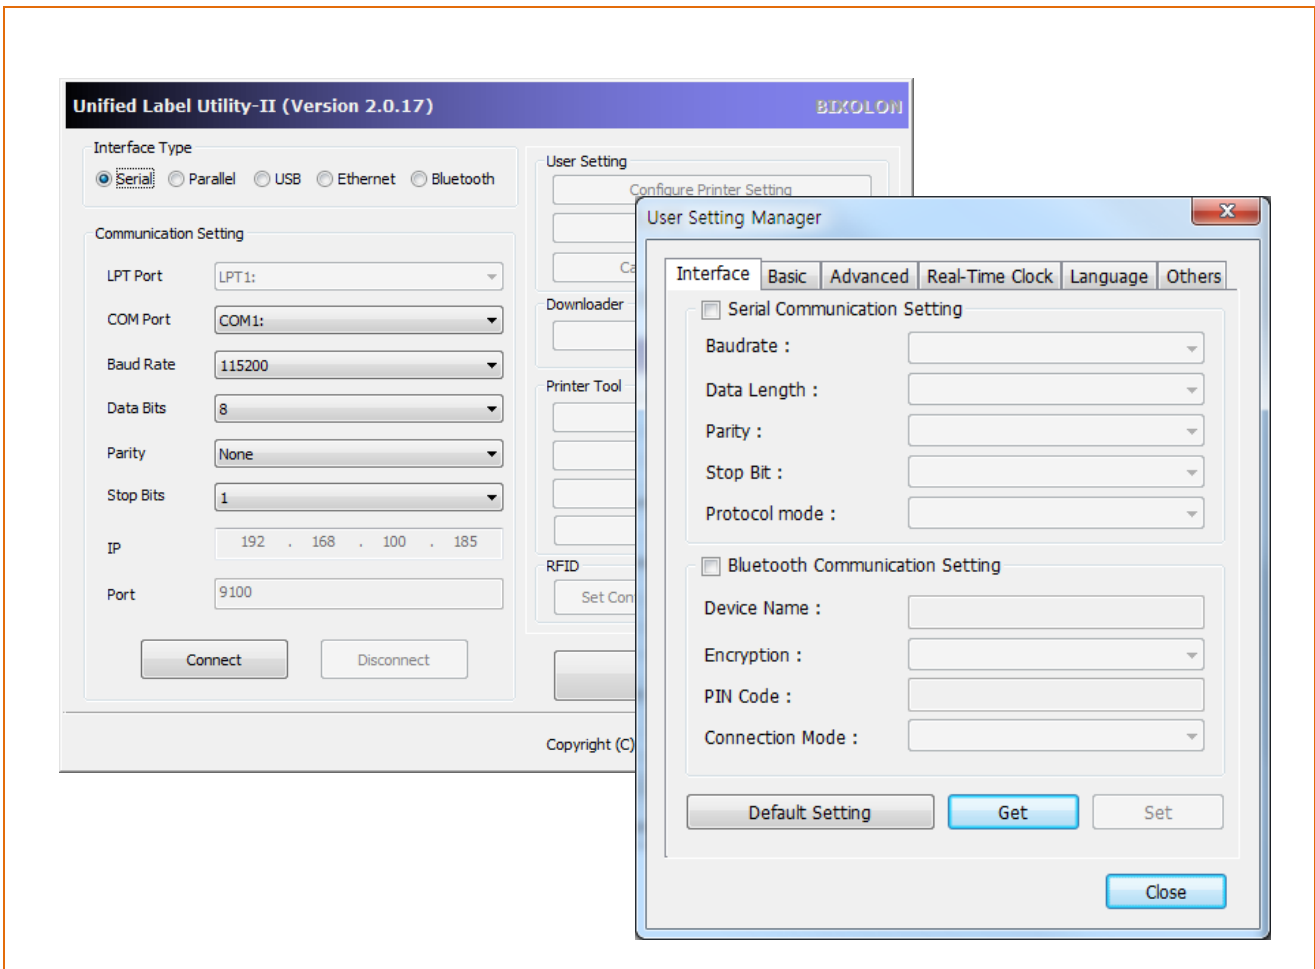 Unified Label Utility-II (Version 2.0.17)
BIXOLON
Interface Type
Serial
Parallel
USB
Ethernet
Bluetooth
Communication Setting
LPT Port
LPT1:
COM Port
COM1:
Baud Rate
115200
Data Bits
8
Parity
None
Stop Bits
1
IP
192 . 168 . 100 . 185
Port
9100
Connect
Disconnect
User Setting
Configure Printer Setting
Downloader
Printer Tool
RFID
Set
Copyright (C)
User Setting Manager
Interface
Basic
Advanced
Real-Time Clock
Language
Others
Serial Communication Setting
Baudrate :
Data Length :
Parity :
Stop Bit :
Protocol mode :
Bluetooth Communication Setting
Device Name :
Encryption :
PIN Code :
Connection Mode :
Default Setting
Get
Set
Close